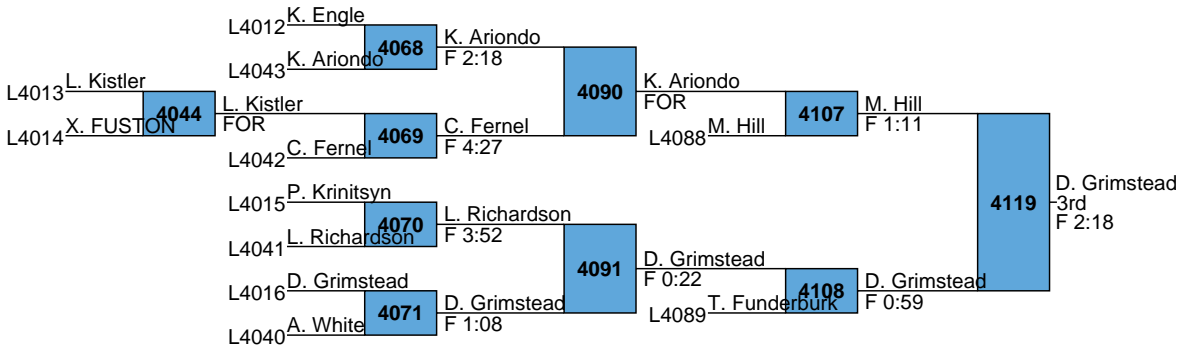 K. Engle
L4012
4068
K. Ariondo
F 2:18
K. Ariondo
L4043
L. Kistler
L4013
4044
L. Kistler
FOR
X. FUSTON
L4014
4069
C. Fernel
F 4:27
C. Fernel
L4042
4090
K. Ariondo
FOR
M. Hill
L4088
4107
M. Hill
F 1:11
P. Krinitsyn
L4015
4070
L. Richardson
F 3:52
L. Richardson
L4041
4091
D. Grimstead
F 0:22
D. Grimstead
L4016
4071
D. Grimstead
F 1:08
A. White
L4040
T. Funderburk
L4089
4108
D. Grimstead
F 0:59
4119
D. Grimstead
3rd
F 2:18